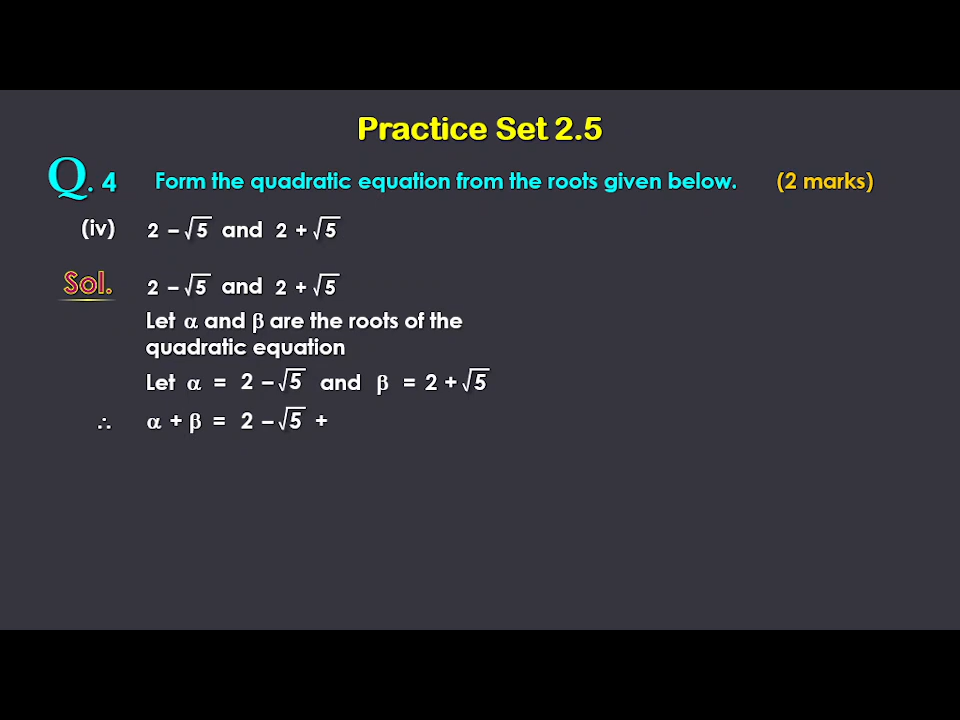 Practice Set 2.5
Q. 4 Form the quadratic equation from the roots given below. (2 marks)
(iv) 2 – √5 and 2 + √5
Sol. 2 – √5 and 2 + √5
Let α and β are the roots of the
quadratic equation
Let α = 2 – √5 and β = 2 + √5
∴ α + β = 2 – √5 +